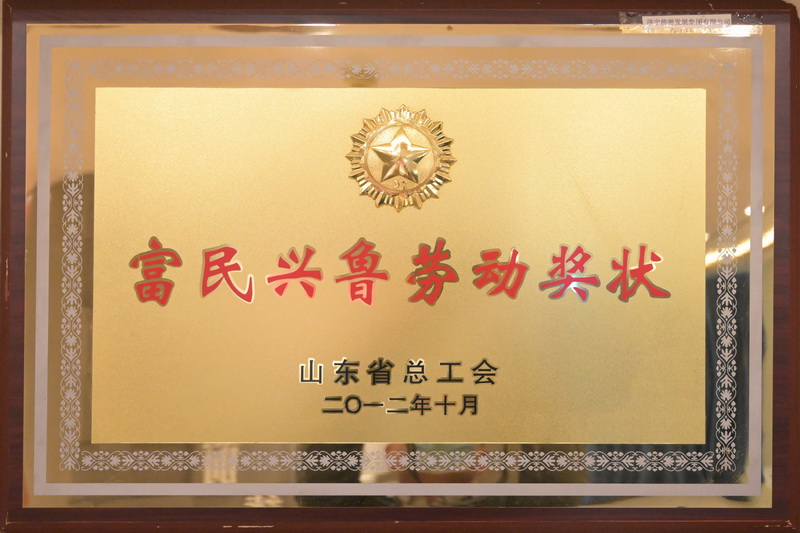 富民兴鲁劳动奖状
山东省总工会
二〇一二年十月